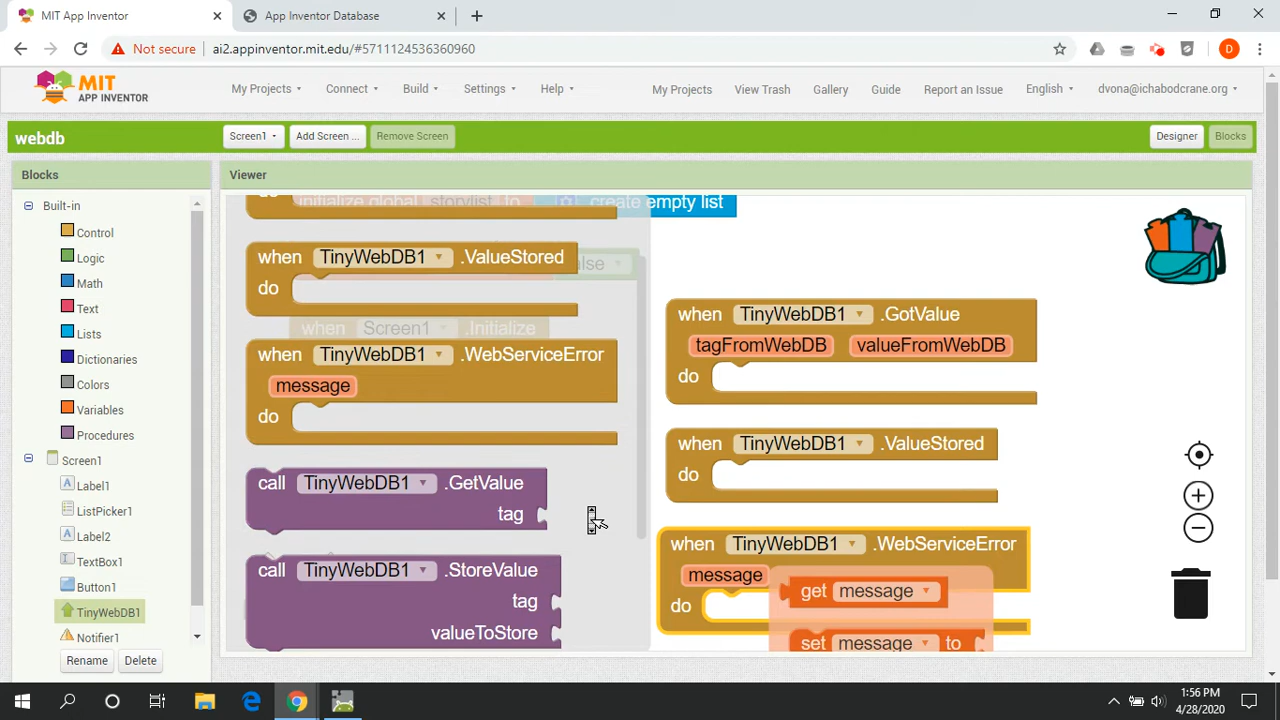 MIT App Inventor
App Inventor Database
Not secure
ai2.appinventor.mit.edu/#5711124536360960
D
MIT
APP INVENTOR
My Projects
Connect
Build
Settings
Help
My Projects
View Trash
Gallery
Guide
Report an Issue
English
dvona@ichabodcrane.org
webdb
Screen1
Add Screen ...
Remove Screen
Designer
Blocks
Blocks
Viewer
Built-in
Control
Logic
Math
Text
Lists
Dictionaries
Colors
Variables
Procedures
Screen1
Label1
ListPicker1
Label2
TextBox1
Button1
TinyWebDB1
Notifier1
Rename
Delete
do
initialize global storylist to
create empty list
when TinyWebDB1 .ValueStored
do
when Screen1 .Initialize
when TinyWebDB1 .WebServiceError
message
do
call TinyWebDB1 .GetValue
tag
call TinyWebDB1 .StoreValue
tag
valueToStore
when TinyWebDB1 .GotValue
tagFromWebDB valueFromWebDB
do
when TinyWebDB1 .ValueStored
do
when TinyWebDB1 .WebServiceError
message
do
get message
set message to
1:56 PM
4/28/2020